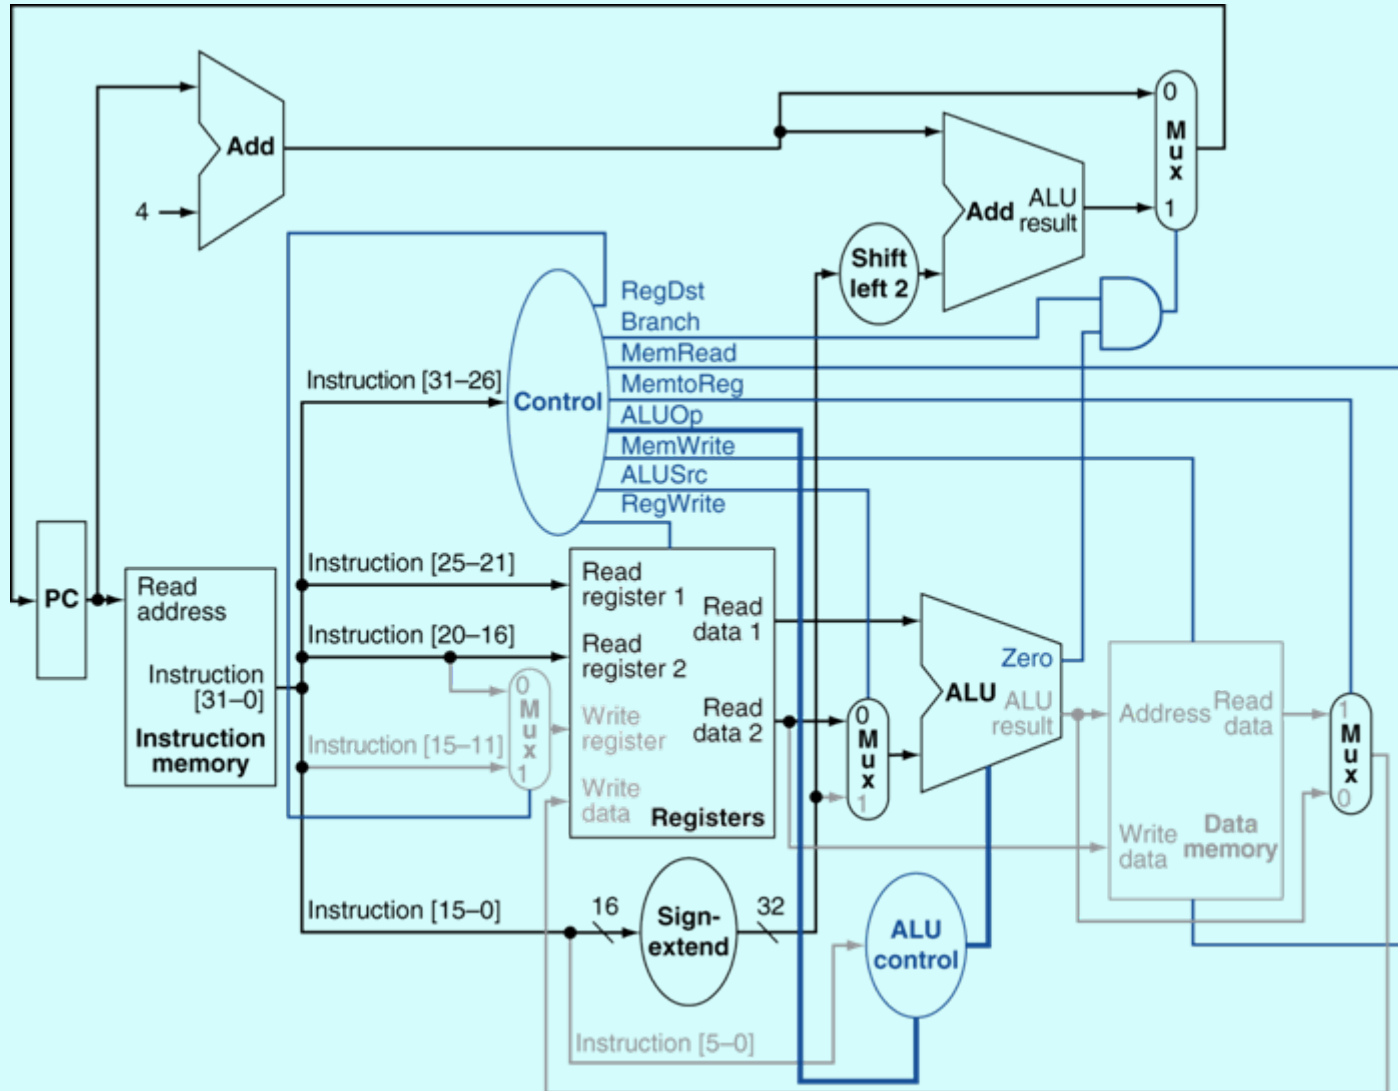 0
M
u
x
1
Add
4
Add
ALU
result
Shift
left 2
RegDst
Branch
MemRead
MemtoReg
ALUOp
MemWrite
ALUSrc
RegWrite
Control
Instruction [31–26]
Instruction [25–21]
Instruction [20–16]
Instruction [15–11]
Instruction [15–0]
Instruction [5–0]
PC
Read
address
Instruction
[31–0]
Instruction
memory
0
M
u
x
1
Read
register 1
Read
register 2
Write
register
Write
data
Read
data 1
Read
data 2
Registers
0
M
u
x
1
Zero
ALU
ALU
result
Address
Read
data
Write
data
Data
memory
1
M
u
x
0
16
Sign-
extend
32
ALU
control